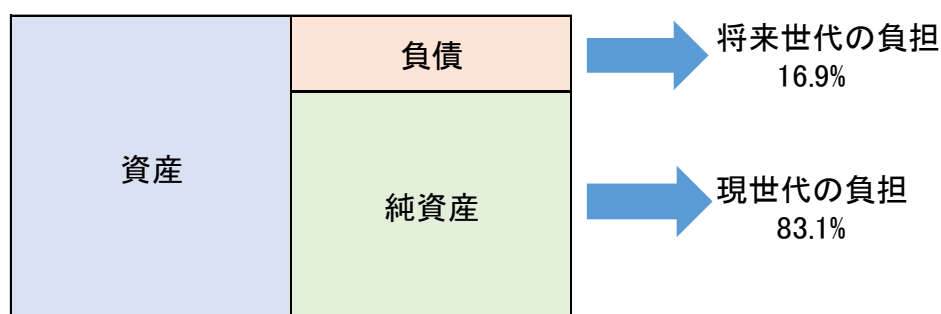 資産
負債
純資産
将来世代の負担
16.9%
現世代の負担
83.1%